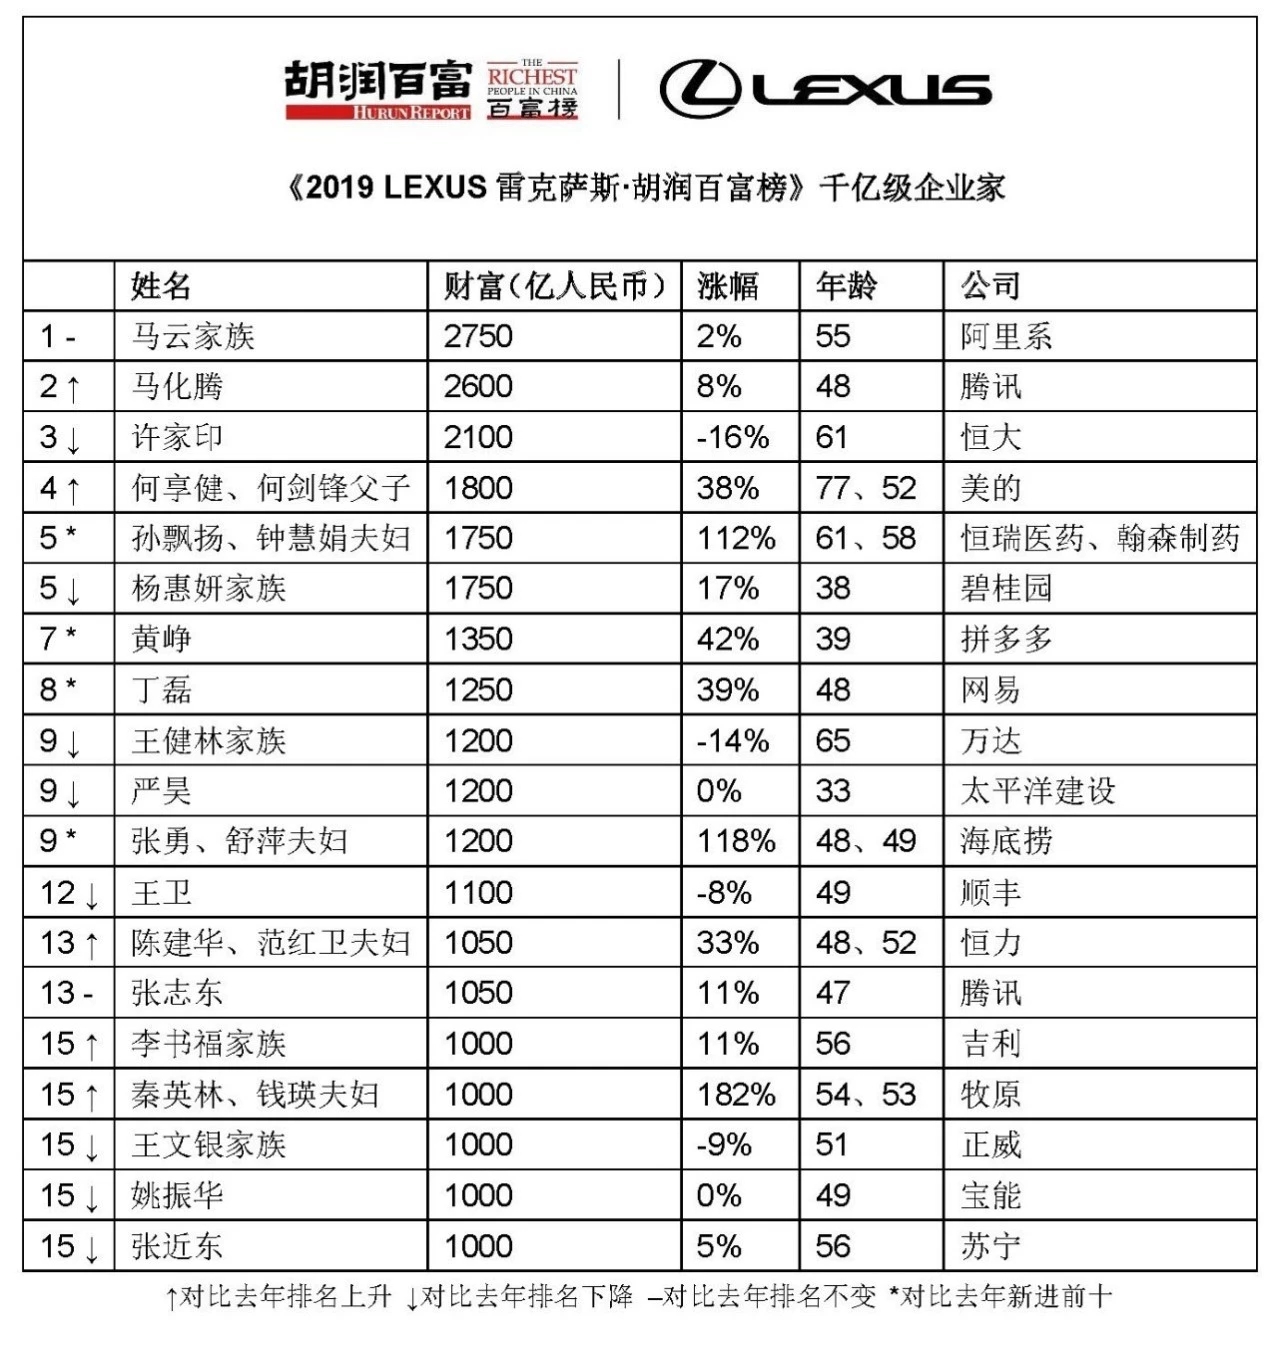 胡润百富 THE
RICHEST
PEOPLE IN CHINA
HURUN REPORT 百富榜
LEXUS
《2019 LEXUS 雷克萨斯·胡润百富榜》千亿级企业家
姓名 财富(亿人民币) 涨幅 年龄 公司
1 - 马云家族 2750 2% 55 阿里系
2 ↑ 马化腾 2600 8% 48 腾讯
3 ↓ 许家印 2100 -16% 61 恒大
4 ↑ 何享健、何剑锋父子 1800 38% 77、52 美的
5 * 孙飘扬、钟慧娟夫妇 1750 112% 61、58 恒瑞医药、翰森制药
5 ↓ 杨惠妍家族 1750 17% 38 碧桂园
7 * 黄峥 1350 42% 39 拼多多
8 * 丁磊 1250 39% 48 网易
9 ↓ 王健林家族 1200 -14% 65 万达
9 ↓ 严昊 1200 0% 33 太平洋建设
9 * 张勇、舒萍夫妇 1200 118% 48、49 海底捞
12 ↓ 王卫 1100 -8% 49 顺丰
13 ↑ 陈建华、范红卫夫妇 1050 33% 48、52 恒力
13 - 张志东 1050 11% 47 腾讯
15 ↑ 李书福家族 1000 11% 56 吉利
15 ↑ 秦英林、钱瑛夫妇 1000 182% 54、53 牧原
15 ↓ 王文银家族 1000 -9% 51 正威
15 ↓ 姚振华 1000 0% 49 宝能
15 ↓ 张近东 1000 5% 56 苏宁
↑对比去年排名上升 ↓对比去年排名下降 –对比去年排名不变 *对比去年新进前十